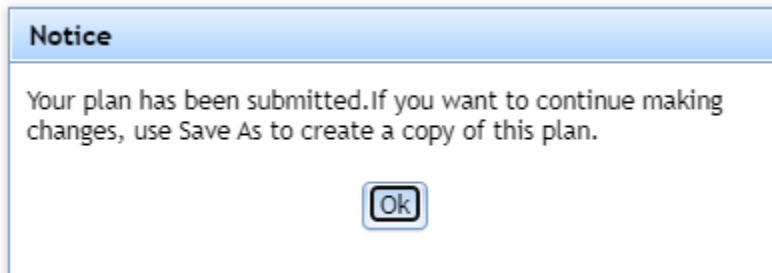 Notice
Your plan has been submitted.If you want to continue making
changes, use Save As to create a copy of this plan.
Ok